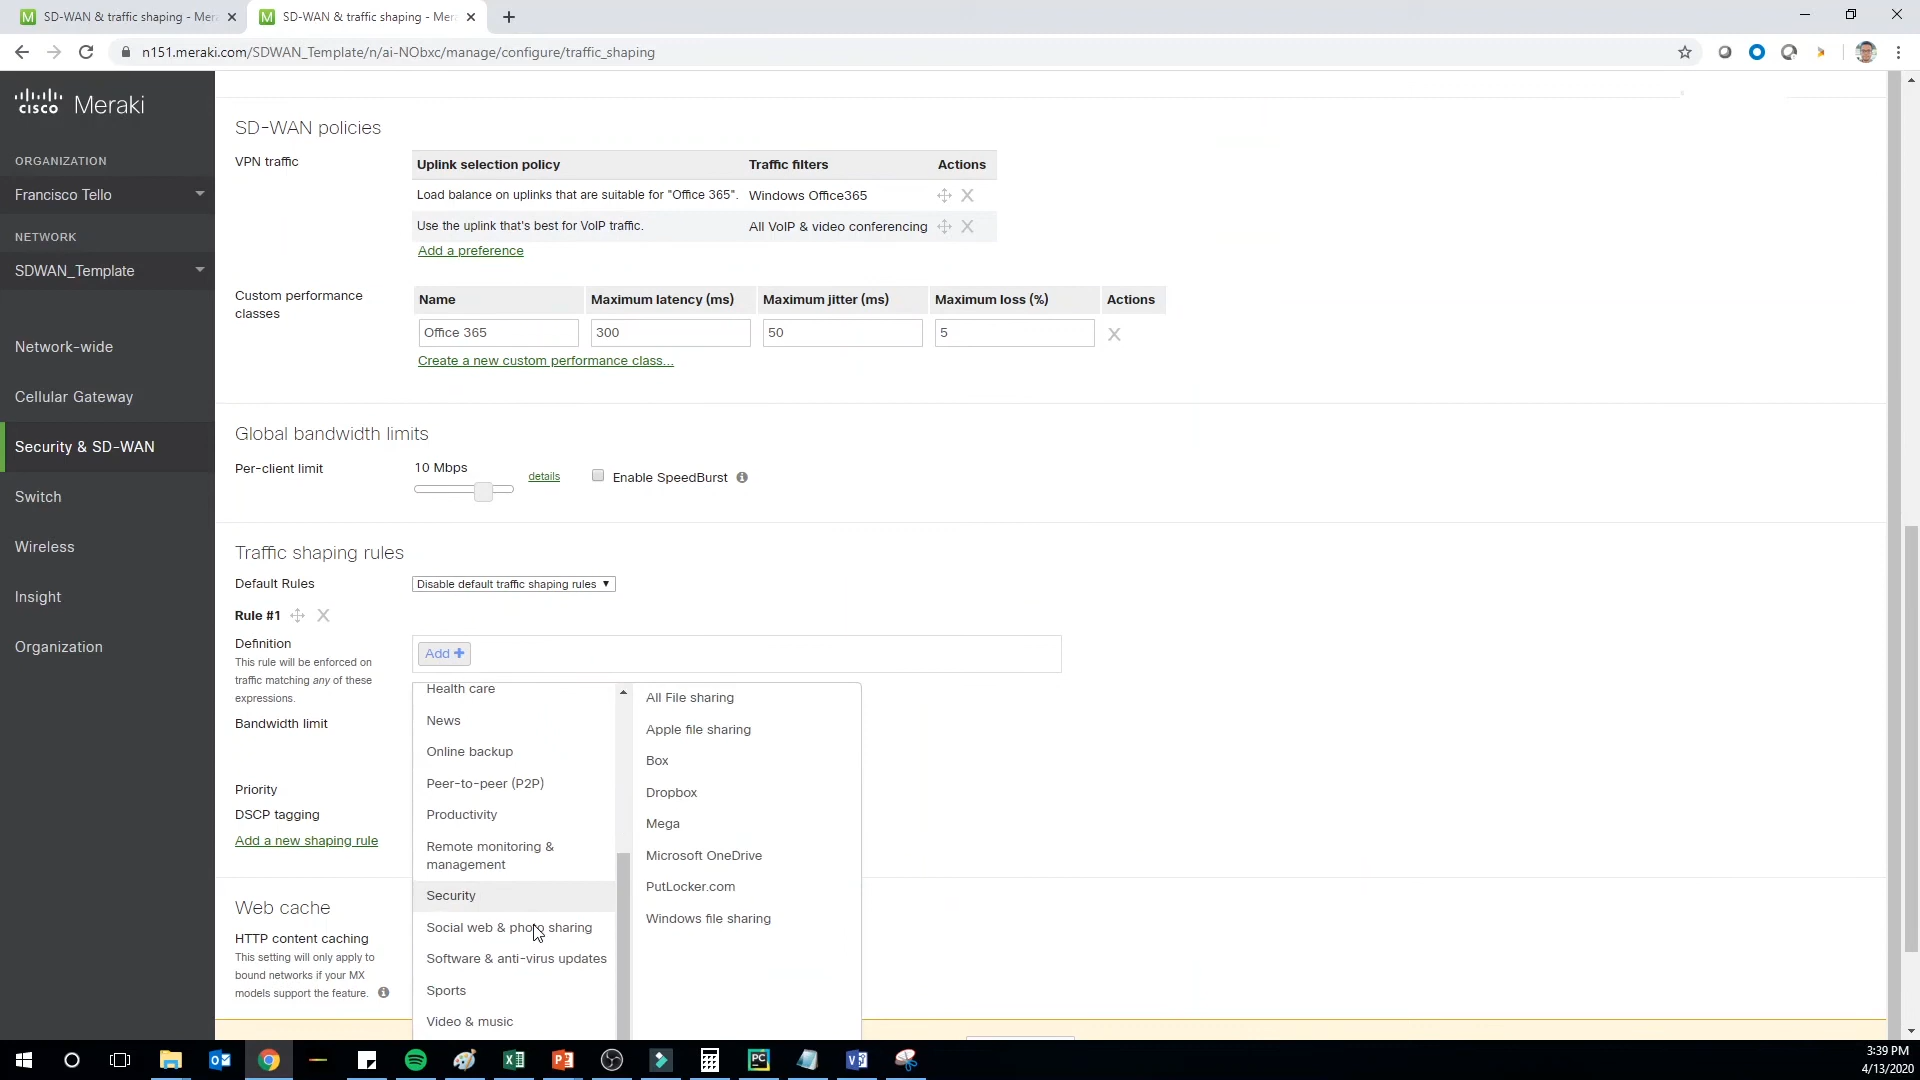 SD-WAN & traffic shaping - Mera
SD-WAN & traffic shaping - Mera
n151.meraki.com/SDWAN_Template/n/ai-NObxc/manage/configure/traffic_shaping
cisco Meraki
ORGANIZATION
Francisco Tello
NETWORK
SDWAN_Template
Network-wide
Cellular Gateway
Security & SD-WAN
Switch
Wireless
Insight
Organization
SD-WAN policies
VPN traffic
Uplink selection policy Traffic filters Actions
Load balance on uplinks that are suitable for "Office 365". Windows Office365
Use the uplink that's best for VoIP traffic. All VoIP & video conferencing
Add a preference
Custom performance
classes
Name Maximum latency (ms) Maximum jitter (ms) Maximum loss (%) Actions
Office 365 300 50 5
Create a new custom performance class...
Global bandwidth limits
Per-client limit 10 Mbps details Enable SpeedBurst
Traffic shaping rules
Default Rules Disable default traffic shaping rules
Rule #1
Definition
This rule will be enforced on
traffic matching any of these
expressions.
Add +
Bandwidth limit
Priority
DSCP tagging
Add a new shaping rule
Health care
News
Online backup
Peer-to-peer (P2P)
Productivity
Remote monitoring &
management
Security
Social web & photo sharing
Software & anti-virus updates
Sports
Video & music
All File sharing
Apple file sharing
Box
Dropbox
Mega
Microsoft OneDrive
PutLocker.com
Windows file sharing
Web cache
HTTP content caching
This setting will only apply to
bound networks if your MX
models support the feature.
3:39 PM
4/13/2020